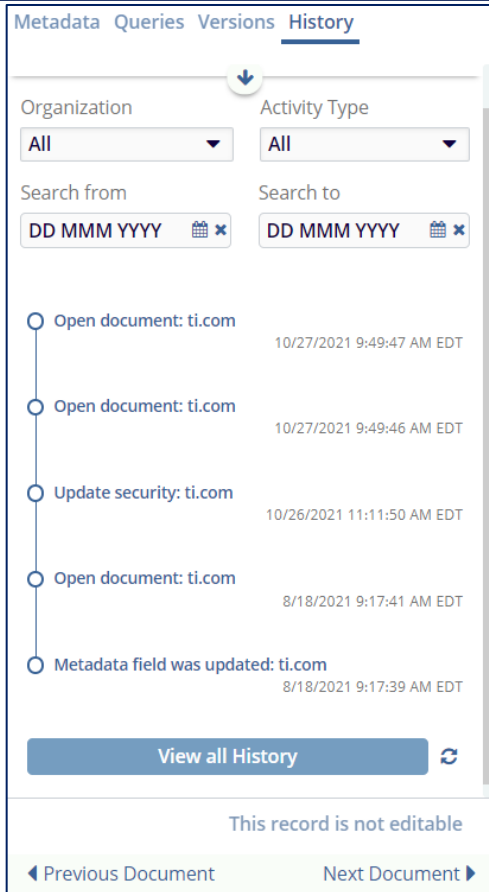 Metadata Queries Versions History
Organization Activity Type
All All
Search from Search to
DD MMM YYYY DD MMM YYYY
Open document: ti.com
10/27/2021 9:49:47 AM EDT
Open document: ti.com
10/27/2021 9:49:46 AM EDT
Update security: ti.com
10/26/2021 11:11:50 AM EDT
Open document: ti.com
8/18/2021 9:17:41 AM EDT
Metadata field was updated: ti.com
8/18/2021 9:17:39 AM EDT
View all History
This record is not editable
Previous Document Next Document